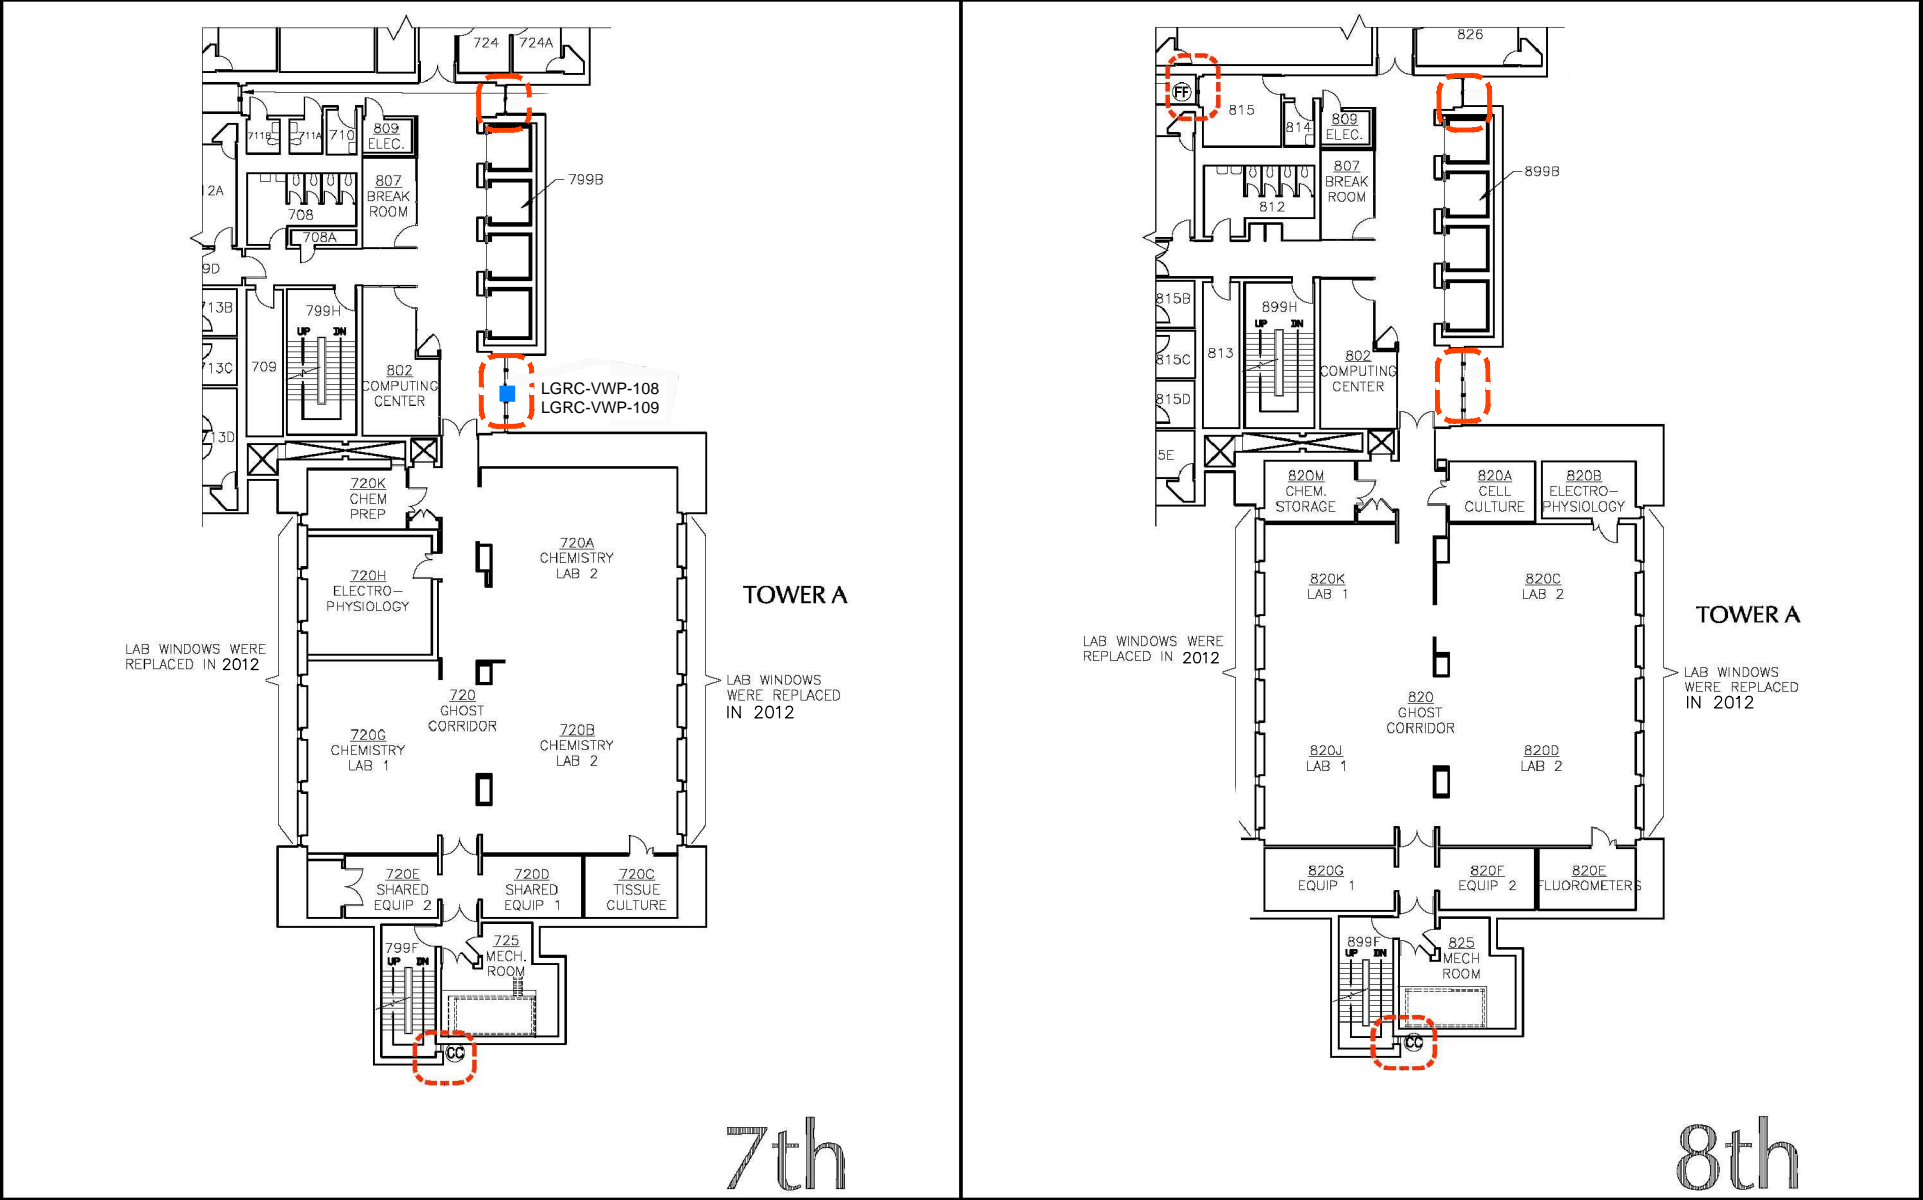 724
724A
711B
711A
710
809
ELEC.
2A
807
BREAK
ROOM
799B
708
708A
9D
713B
799H
UP
DN
713C
709
802
COMPUTING
CENTER
LGRC-VWP-108
LGRC-VWP-109
713D
720K
CHEM
PREP
720A
CHEMISTRY
LAB 2
720H
ELECTRO-
PHYSIOLOGY
TOWER A
LAB WINDOWS WERE
REPLACED IN 2012
LAB WINDOWS
WERE REPLACED
IN 2012
720
GHOST
CORRIDOR
720G
CHEMISTRY
LAB 1
720B
CHEMISTRY
LAB 2
720E
SHARED
EQUIP 2
720D
SHARED
EQUIP 1
720C
TISSUE
CULTURE
799F
UP
DN
725
MECH.
ROOM
CC
7th
826
FF
815
814
809
ELEC.
807
BREAK
ROOM
899B
812
815B
899H
UP
DN
815C
813
802
COMPUTING
CENTER
815D
5E
820M
CHEM.
STORAGE
820A
CELL
CULTURE
820B
ELECTRO-
PHYSIOLOGY
820K
LAB 1
820C
LAB 2
TOWER A
LAB WINDOWS WERE
REPLACED IN 2012
LAB WINDOWS
WERE REPLACED
IN 2012
820
GHOST
CORRIDOR
820J
LAB 1
820D
LAB 2
820G
EQUIP 1
820F
EQUIP 2
820E
FLUOROMETERS
899F
UP
DN
825
MECH
ROOM
CC
8th